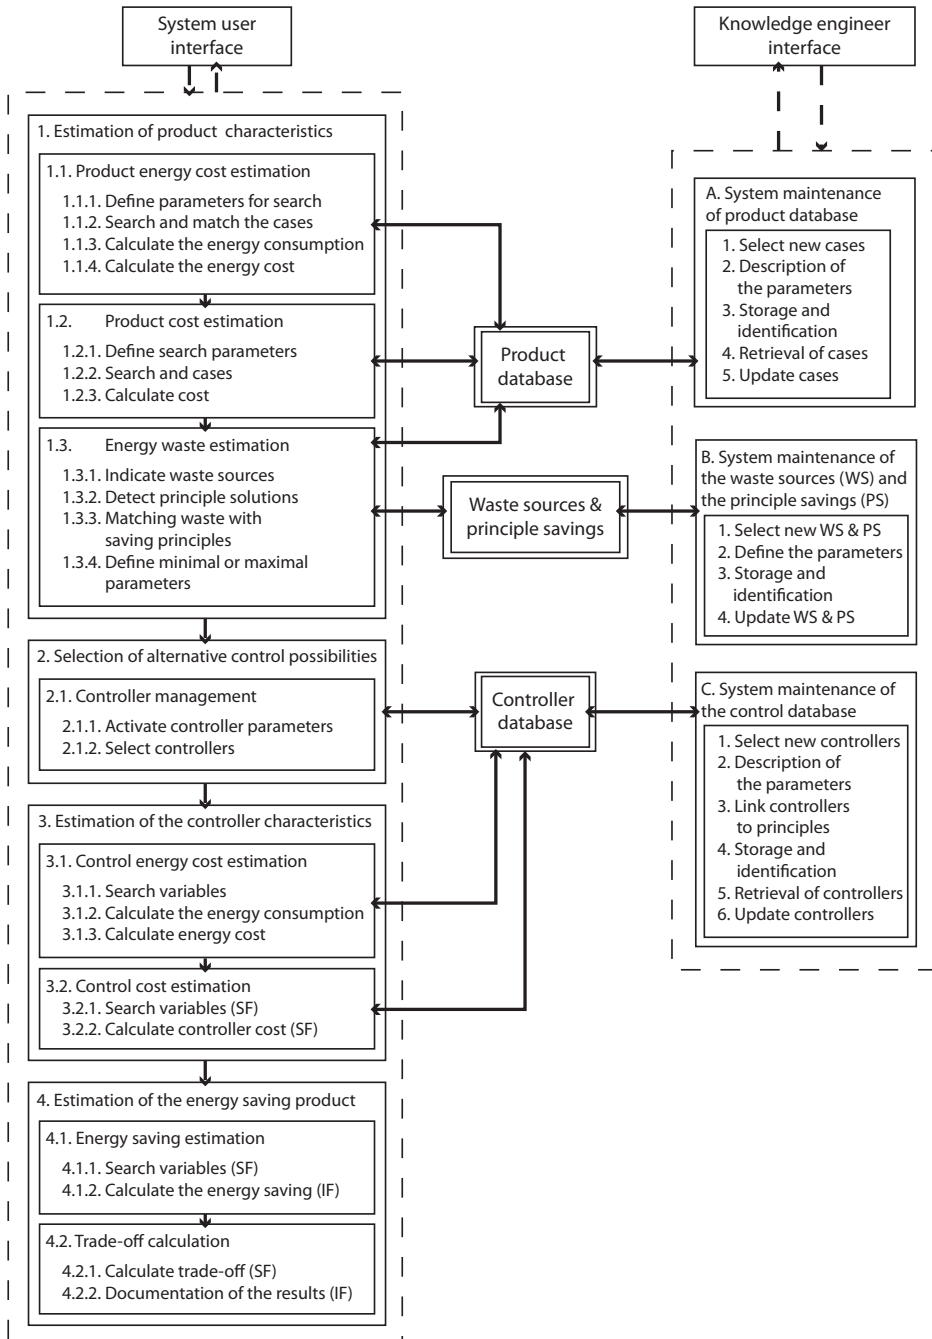 System user
interface
Knowledge engineer
interface
1. Estimation of product characteristics
1.1. Product energy cost estimation
1.1.1. Define parameters for search
1.1.2. Search and match the cases
1.1.3. Calculate the energy consumption
1.1.4. Calculate the energy cost
1.2. Product cost estimation
1.2.1. Define search parameters
1.2.2. Search and cases
1.2.3. Calculate cost
1.3. Energy waste estimation
1.3.1. Indicate waste sources
1.3.2. Detect principle solutions
1.3.3. Matching waste with
saving principles
1.3.4. Define minimal or maximal
parameters
2. Selection of alternative control possibilities
2.1. Controller management
2.1.1. Activate controller parameters
2.1.2. Select controllers
3. Estimation of the controller characteristics
3.1. Control energy cost estimation
3.1.1. Search variables
3.1.2. Calculate the energy consumption
3.1.3. Calculate energy cost
3.2. Control cost estimation
3.2.1. Search variables (SF)
3.2.2. Calculate controller cost (SF)
4. Estimation of the energy saving product
4.1. Energy saving estimation
4.1.1. Search variables (SF)
4.1.2. Calculate the energy saving (IF)
4.2. Trade-off calculation
4.2.1. Calculate trade-off (SF)
4.2.2. Documentation of the results (IF)
Product
database
Waste sources &
principle savings
Controller
database
A. System maintenance
of product database
1. Select new cases
2. Description of
the parameters
3. Storage and
identification
4. Retrieval of cases
5. Update cases
B. System maintenance of
the waste sources (WS) and
the principle savings (PS)
1. Select new WS & PS
2. Define the parameters
3. Storage and
identification
4. Update WS & PS
C. System maintenance of
the control database
1. Select new controllers
2. Description of
the parameters
3. Link controllers
to principles
4. Storage and
identification
5. Retrieval of controllers
6. Update controllers